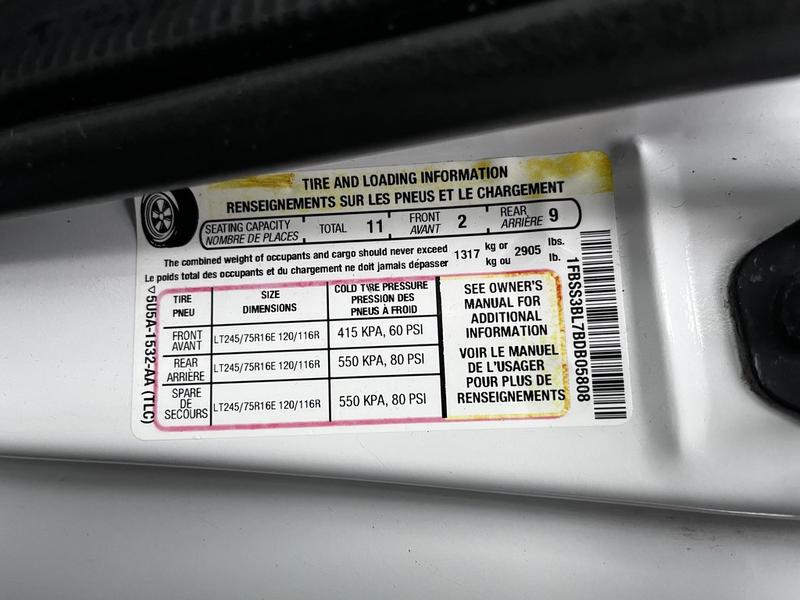 TIRE AND LOADING INFORMATION
RENSEIGNEMENTS SUR LES PNEUS ET LE CHARGEMENT
SEATING CAPACITY
NOMBRE DE PLACES
TOTAL 11
FRONT
AVANT
2
REAR
ARRIÈRE
9
The combined weight of occupants and cargo should never exceed
Le poids total des occupants et du chargement ne doit jamais dépasser
1317
kg or
kg ou
2905
lbs.
lb.
TIRE
PNEU
SIZE
DIMENSIONS
COLD TIRE PRESSURE
PRESSION DES
PNEUS À FROID
FRONT
AVANT
LT245/75R16E 120/116R
415 KPA, 60 PSI
REAR
ARRIÈRE
LT245/75R16E 120/116R
550 KPA, 80 PSI
SPARE
DE
SECOURS
LT245/75R16E 120/116R
550 KPA, 80 PSI
SEE OWNER'S
MANUAL FOR
ADDITIONAL
INFORMATION
VOIR LE MANUEL
DE L'USAGER
POUR PLUS DE
RENSEIGNEMENTS
▽5U5A-1532-AA (TLC)
1FBSS3BL7BDB05808